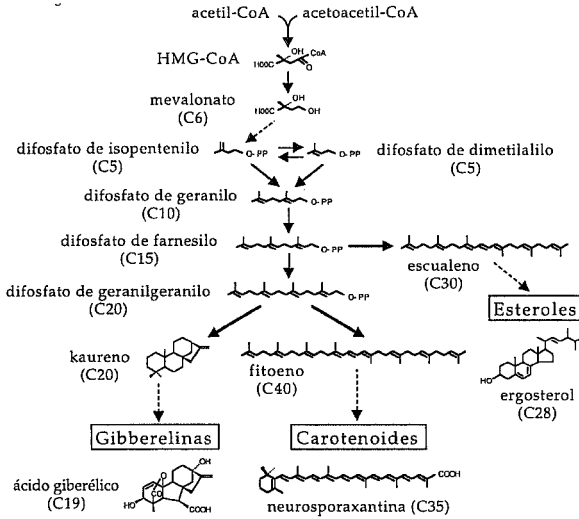 acetil-CoA acetoacetil-CoA
HMG-CoA HOOC OH CoA O
mevalonato
(C6)
HOOC OH OH
difosfato de isopentenilo
(C5)
O-PP
O-PP
difosfato de dimetilalilo
(C5)
difosfato de geranilo
(C10)
O-PP
difosfato de farnesilo
(C15)
O-PP
escualeno
(C30)
difosfato de geranilgeranilo
(C20)
O-PP
Esteroles
kaureno
(C20)
fitoeno
(C40)
HO
ergosterol
(C28)
Gibberelinas
Carotenoides
ácido giberélico
(C19)
O CO HO OH COOH
COOH
neurosporaxantina (C35)